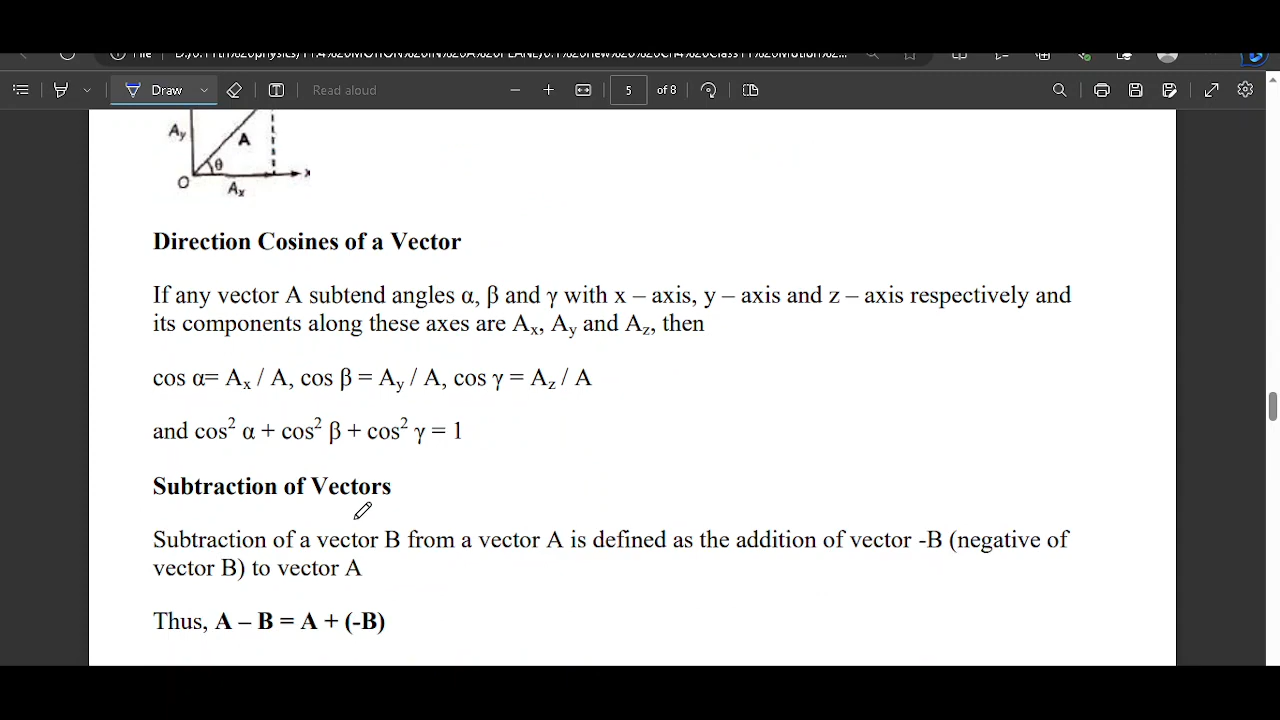 Draw
Read aloud
5
of 8
Ay
A
θ
x
O
Ax
Direction Cosines of a Vector
If any vector A subtend angles α, β and γ with x – axis, y – axis and z – axis respectively and
its components along these axes are Ax, Ay and Az, then
cos α= Ax / A, cos β = Ay / A, cos γ = Az / A
and cos2 α + cos2 β + cos2 γ = 1
Subtraction of Vectors
Subtraction of a vector B from a vector A is defined as the addition of vector -B (negative of
vector B) to vector A
Thus, A – B = A + (-B)